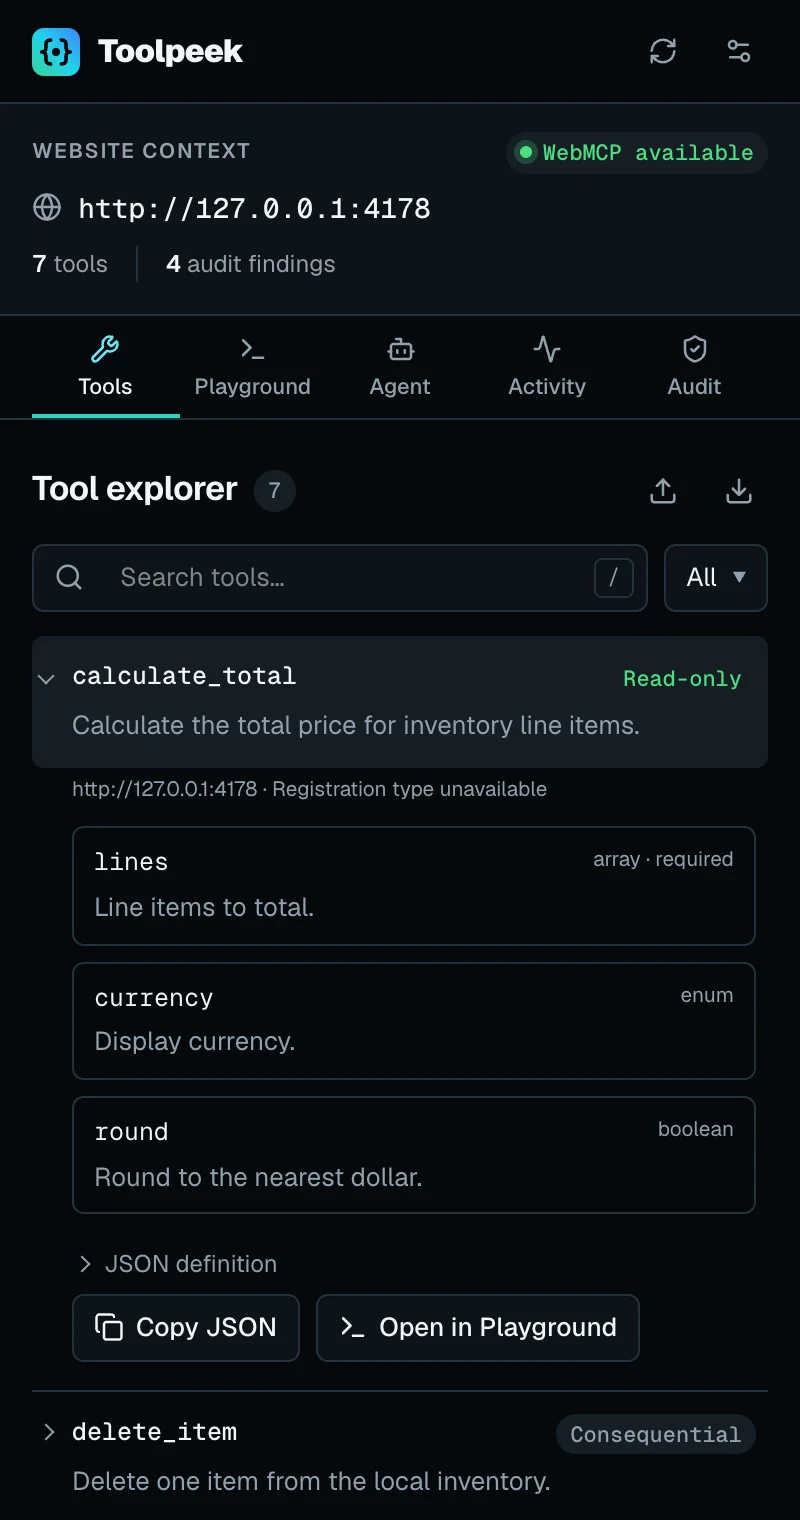 Toolpeek
WEBSITE CONTEXT
WebMCP available
http://127.0.0.1:4178
7 tools
4 audit findings
Tools
Playground
Agent
Activity
Audit
Tool explorer 7
Search tools…
/
All ▼
calculate_total
Read-only
Calculate the total price for inventory line items.
http://127.0.0.1:4178 · Registration type unavailable
lines
array · required
Line items to total.
currency
enum
Display currency.
round
boolean
Round to the nearest dollar.
JSON definition
Copy JSON
Open in Playground
delete_item
Consequential
Delete one item from the local inventory.